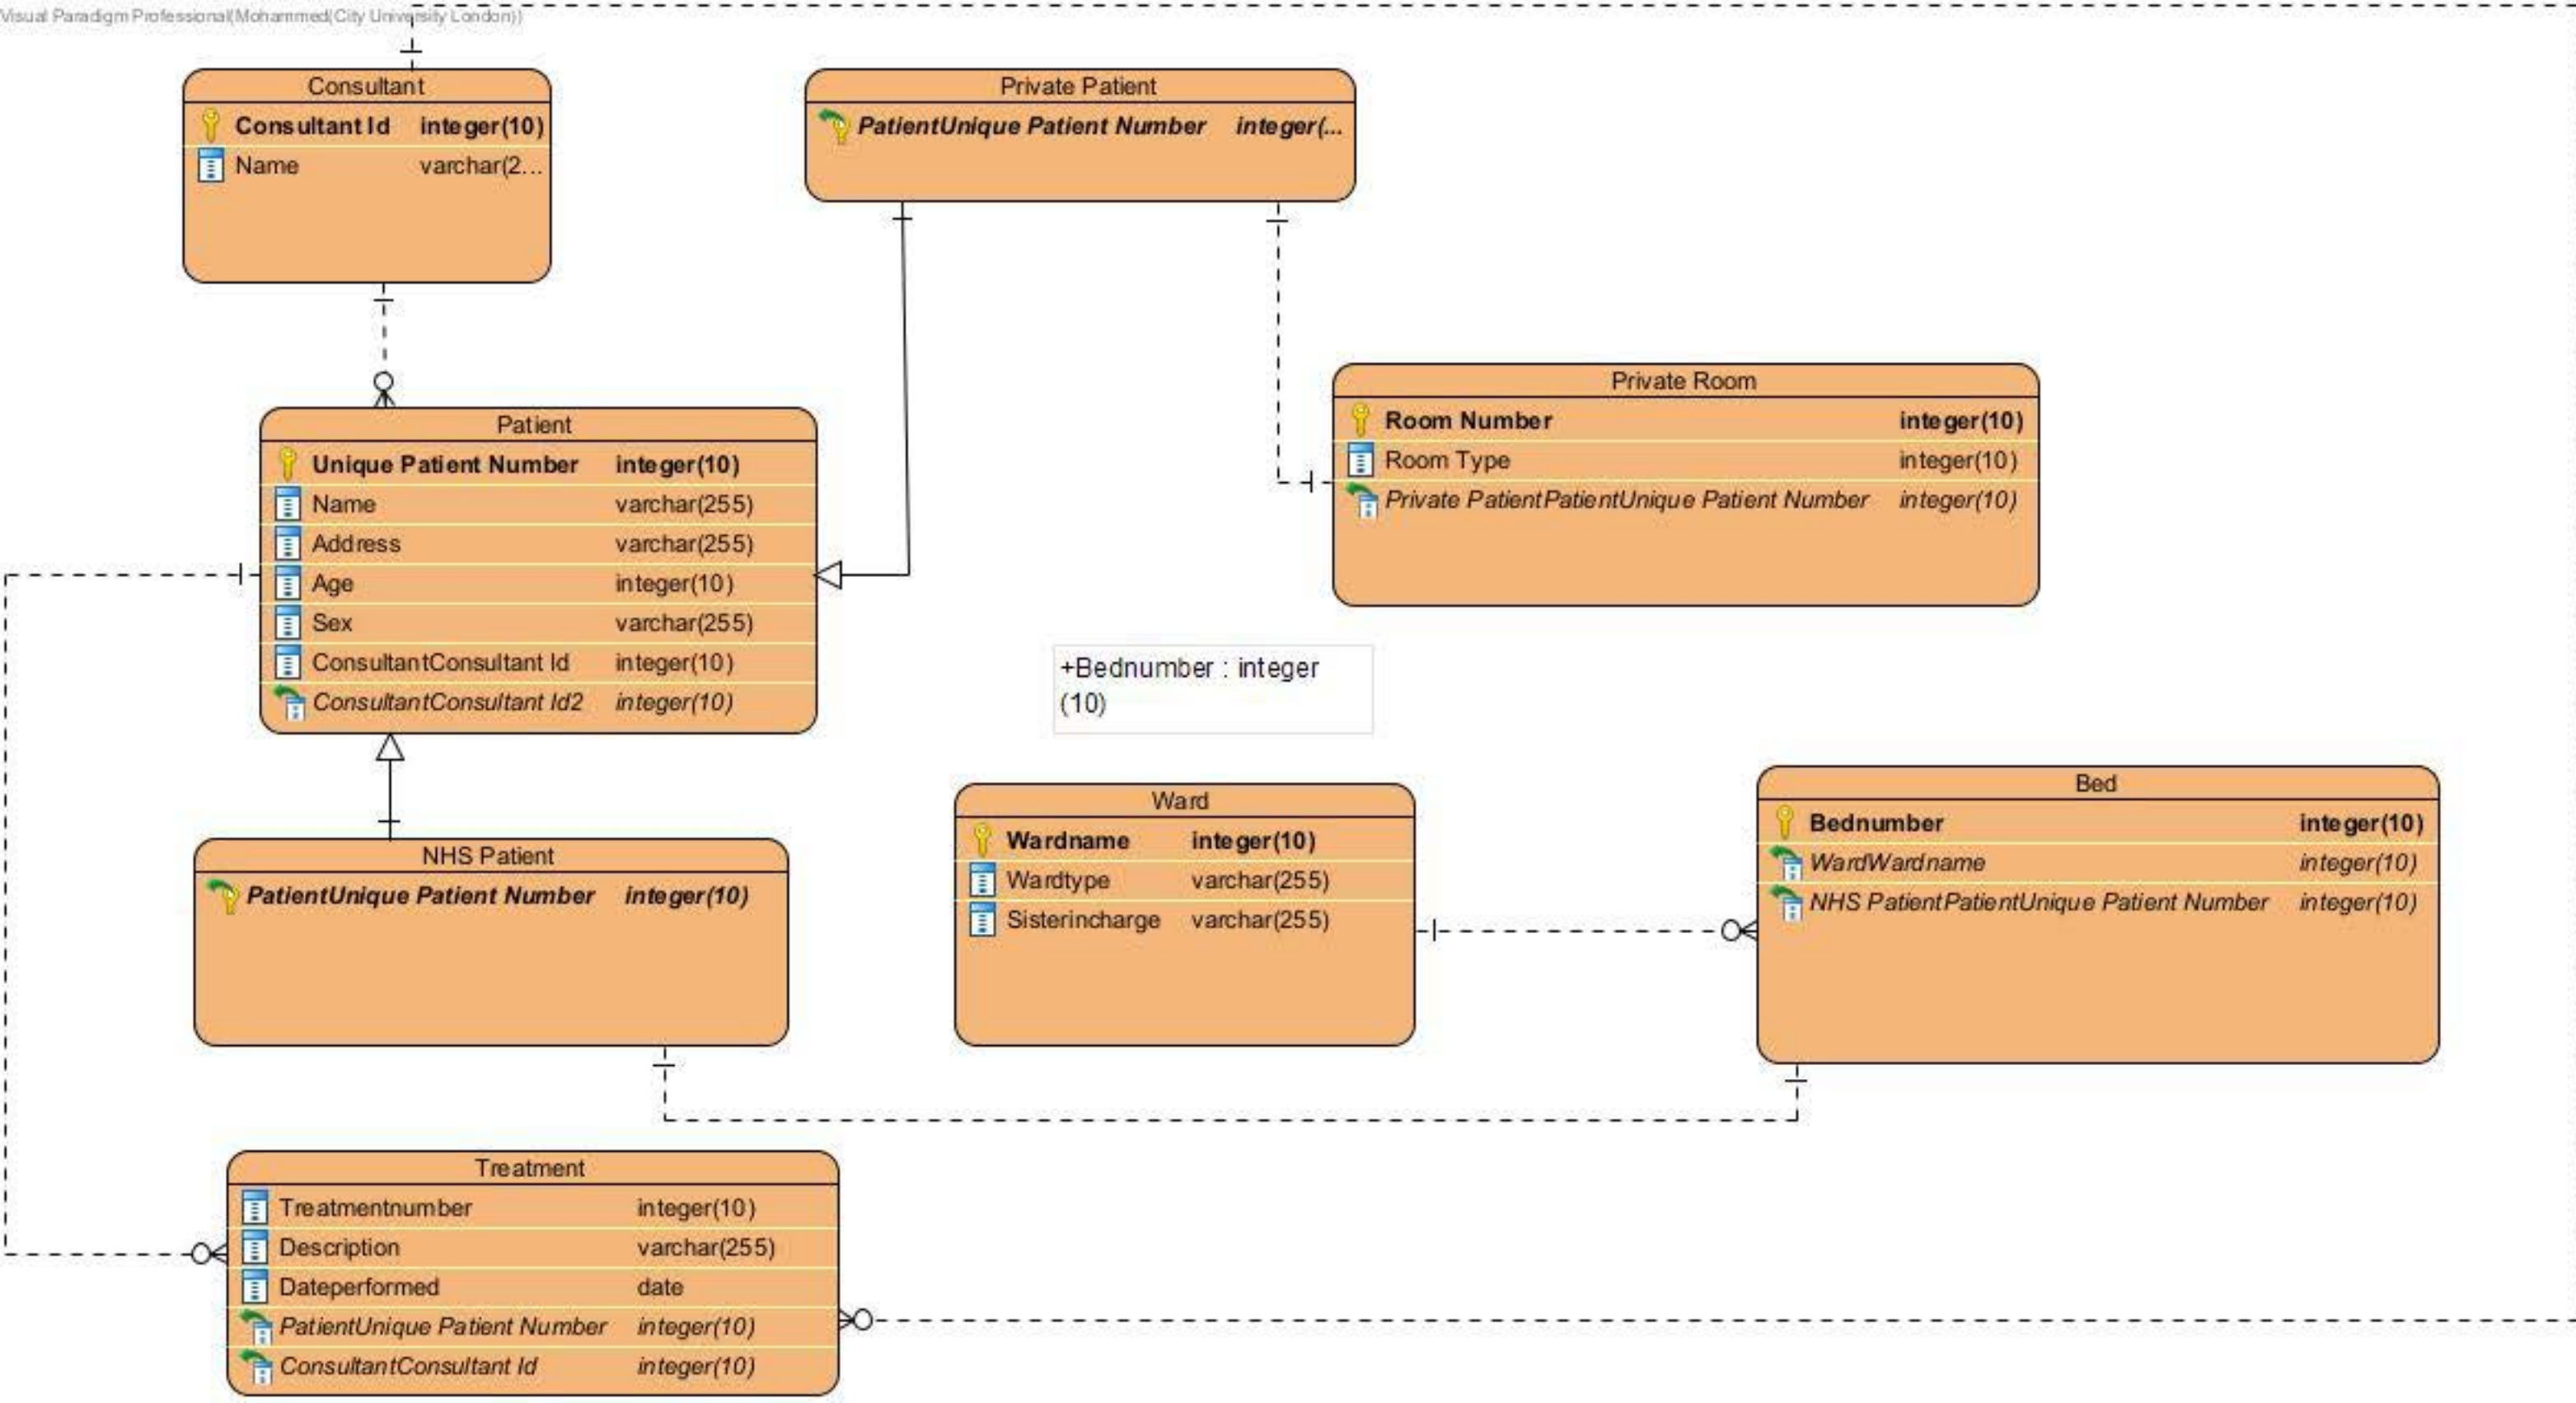 Visual Paradigm Professional(Mohammed(City University London))
Consultant
Consultant Id integer(10)
Name varchar(2...
Private Patient
PatientUnique Patient Number integer(...
Private Room
Room Number integer(10)
Room Type integer(10)
Private PatientPatientUnique Patient Number integer(10)
Patient
Unique Patient Number integer(10)
Name varchar(255)
Address varchar(255)
Age integer(10)
Sex varchar(255)
ConsultantConsultant Id integer(10)
ConsultantConsultant Id2 integer(10)
+Bednumber : integer
(10)
NHS Patient
PatientUnique Patient Number integer(10)
Ward
Wardname integer(10)
Wardtype varchar(255)
Sisterincharge varchar(255)
Bed
Bednumber integer(10)
WardWardname integer(10)
NHS PatientPatientUnique Patient Number integer(10)
Treatment
Treatmentnumber integer(10)
Description varchar(255)
Dateperformed date
PatientUnique Patient Number integer(10)
ConsultantConsultant Id integer(10)